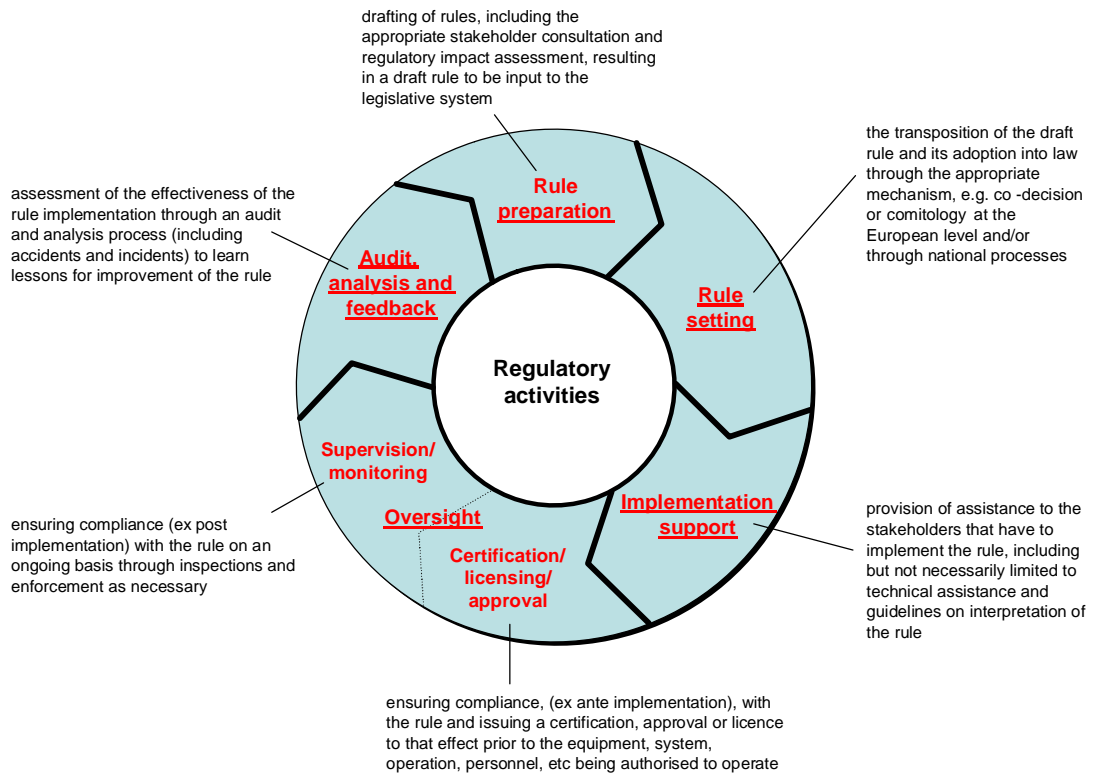 drafting of rules, including the
appropriate stakeholder consultation and
regulatory impact assessment, resulting
in a draft rule to be input to the
legislative system
the transposition of the draft
rule and its adoption into law
through the appropriate
mechanism, e.g. co -decision
or comitology at the
European level and/or
through national processes
assessment of the effectiveness of the
rule implementation through an audit
and analysis process (including
accidents and incidents) to learn
lessons for improvement of the rule
Rule
preparation
Audit,
analysis and
feedback
Rule
setting
Regulatory
activities
Supervision/
monitoring
Oversight
Certification/
licensing/
approval
Implementation
support
ensuring compliance (ex post
implementation) with the rule on an
ongoing basis through inspections and
enforcement as necessary
provision of assistance to the
stakeholders that have to
implement the rule, including
but not necessarily limited to
technical assistance and
guidelines on interpretation of
the rule
ensuring compliance, (ex ante implementation), with
the rule and issuing a certification, approval or licence
to that effect prior to the equipment, system,
operation, personnel, etc being authorised to operate